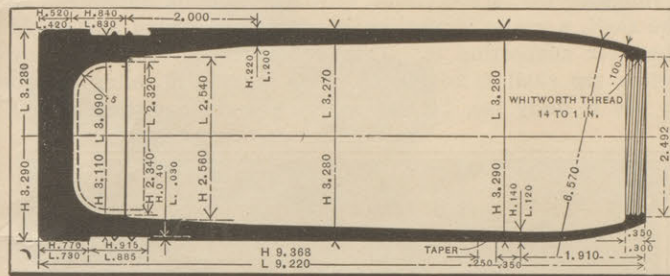 H.520 H.840 2.000
L.420 L.830
L 3.280
H 3.290
5
L 3.090
H 3.110
L 2.320
H 2.340
H.040
L .030
L 2.540
H 2.560
H.220
L.200
L 3.270
H 3.280
L 3.280
H 3.290
.100
WHITWORTH THREAD
14 TO 1 IN.
2.492
6.570
H.140
L.120
H.770 H.915
L.730 L.885
H 9.368
L 9.220
TAPER
.250 .350
1.910
.350
.300